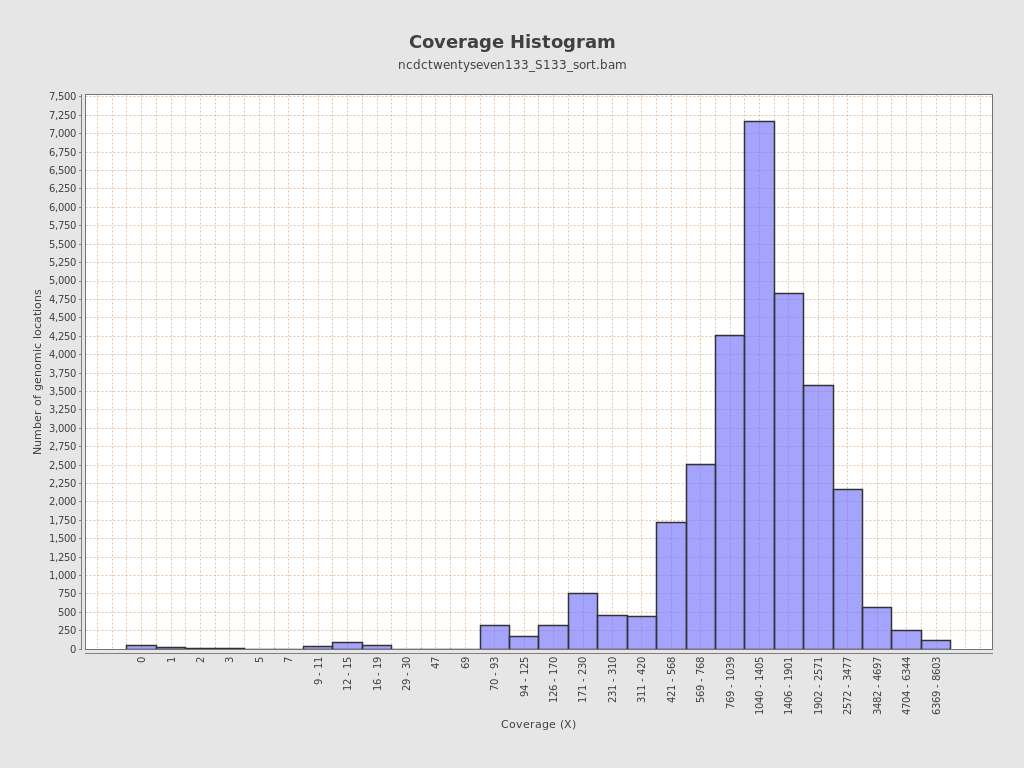 Coverage Histogram
ncdctwentyseven133_S133_sort.bam
Number of genomic locations
7,500
7,250
7,000
6,750
6,500
6,250
6,000
5,750
5,500
5,250
5,000
4,750
4,500
4,250
4,000
3,750
3,500
3,250
3,000
2,750
2,500
2,250
2,000
1,750
1,500
1,250
1,000
750
500
250
0
0
1
2
3
5
7
9 - 11
12 - 15
16 - 19
29 - 30
47
69
70 - 93
94 - 125
126 - 170
171 - 230
231 - 310
311 - 420
421 - 568
569 - 768
769 - 1039
1040 - 1405
1406 - 1901
1902 - 2571
2572 - 3477
3482 - 4697
4704 - 6344
6369 - 8603
Coverage (X)